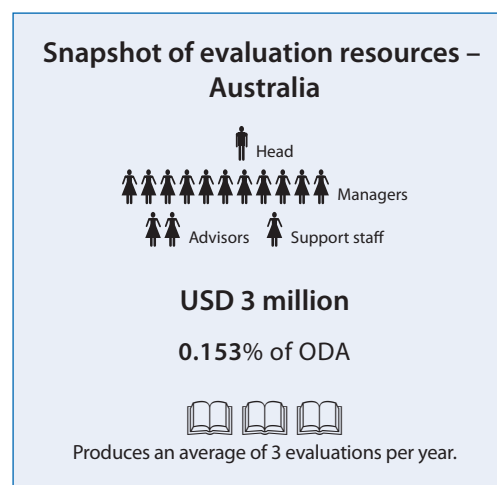 Snapshot of evaluation resources –
Australia
Head
Managers
Advisors Support staff
USD 3 million
0.153% of ODA
Produces an average of 3 evaluations per year.